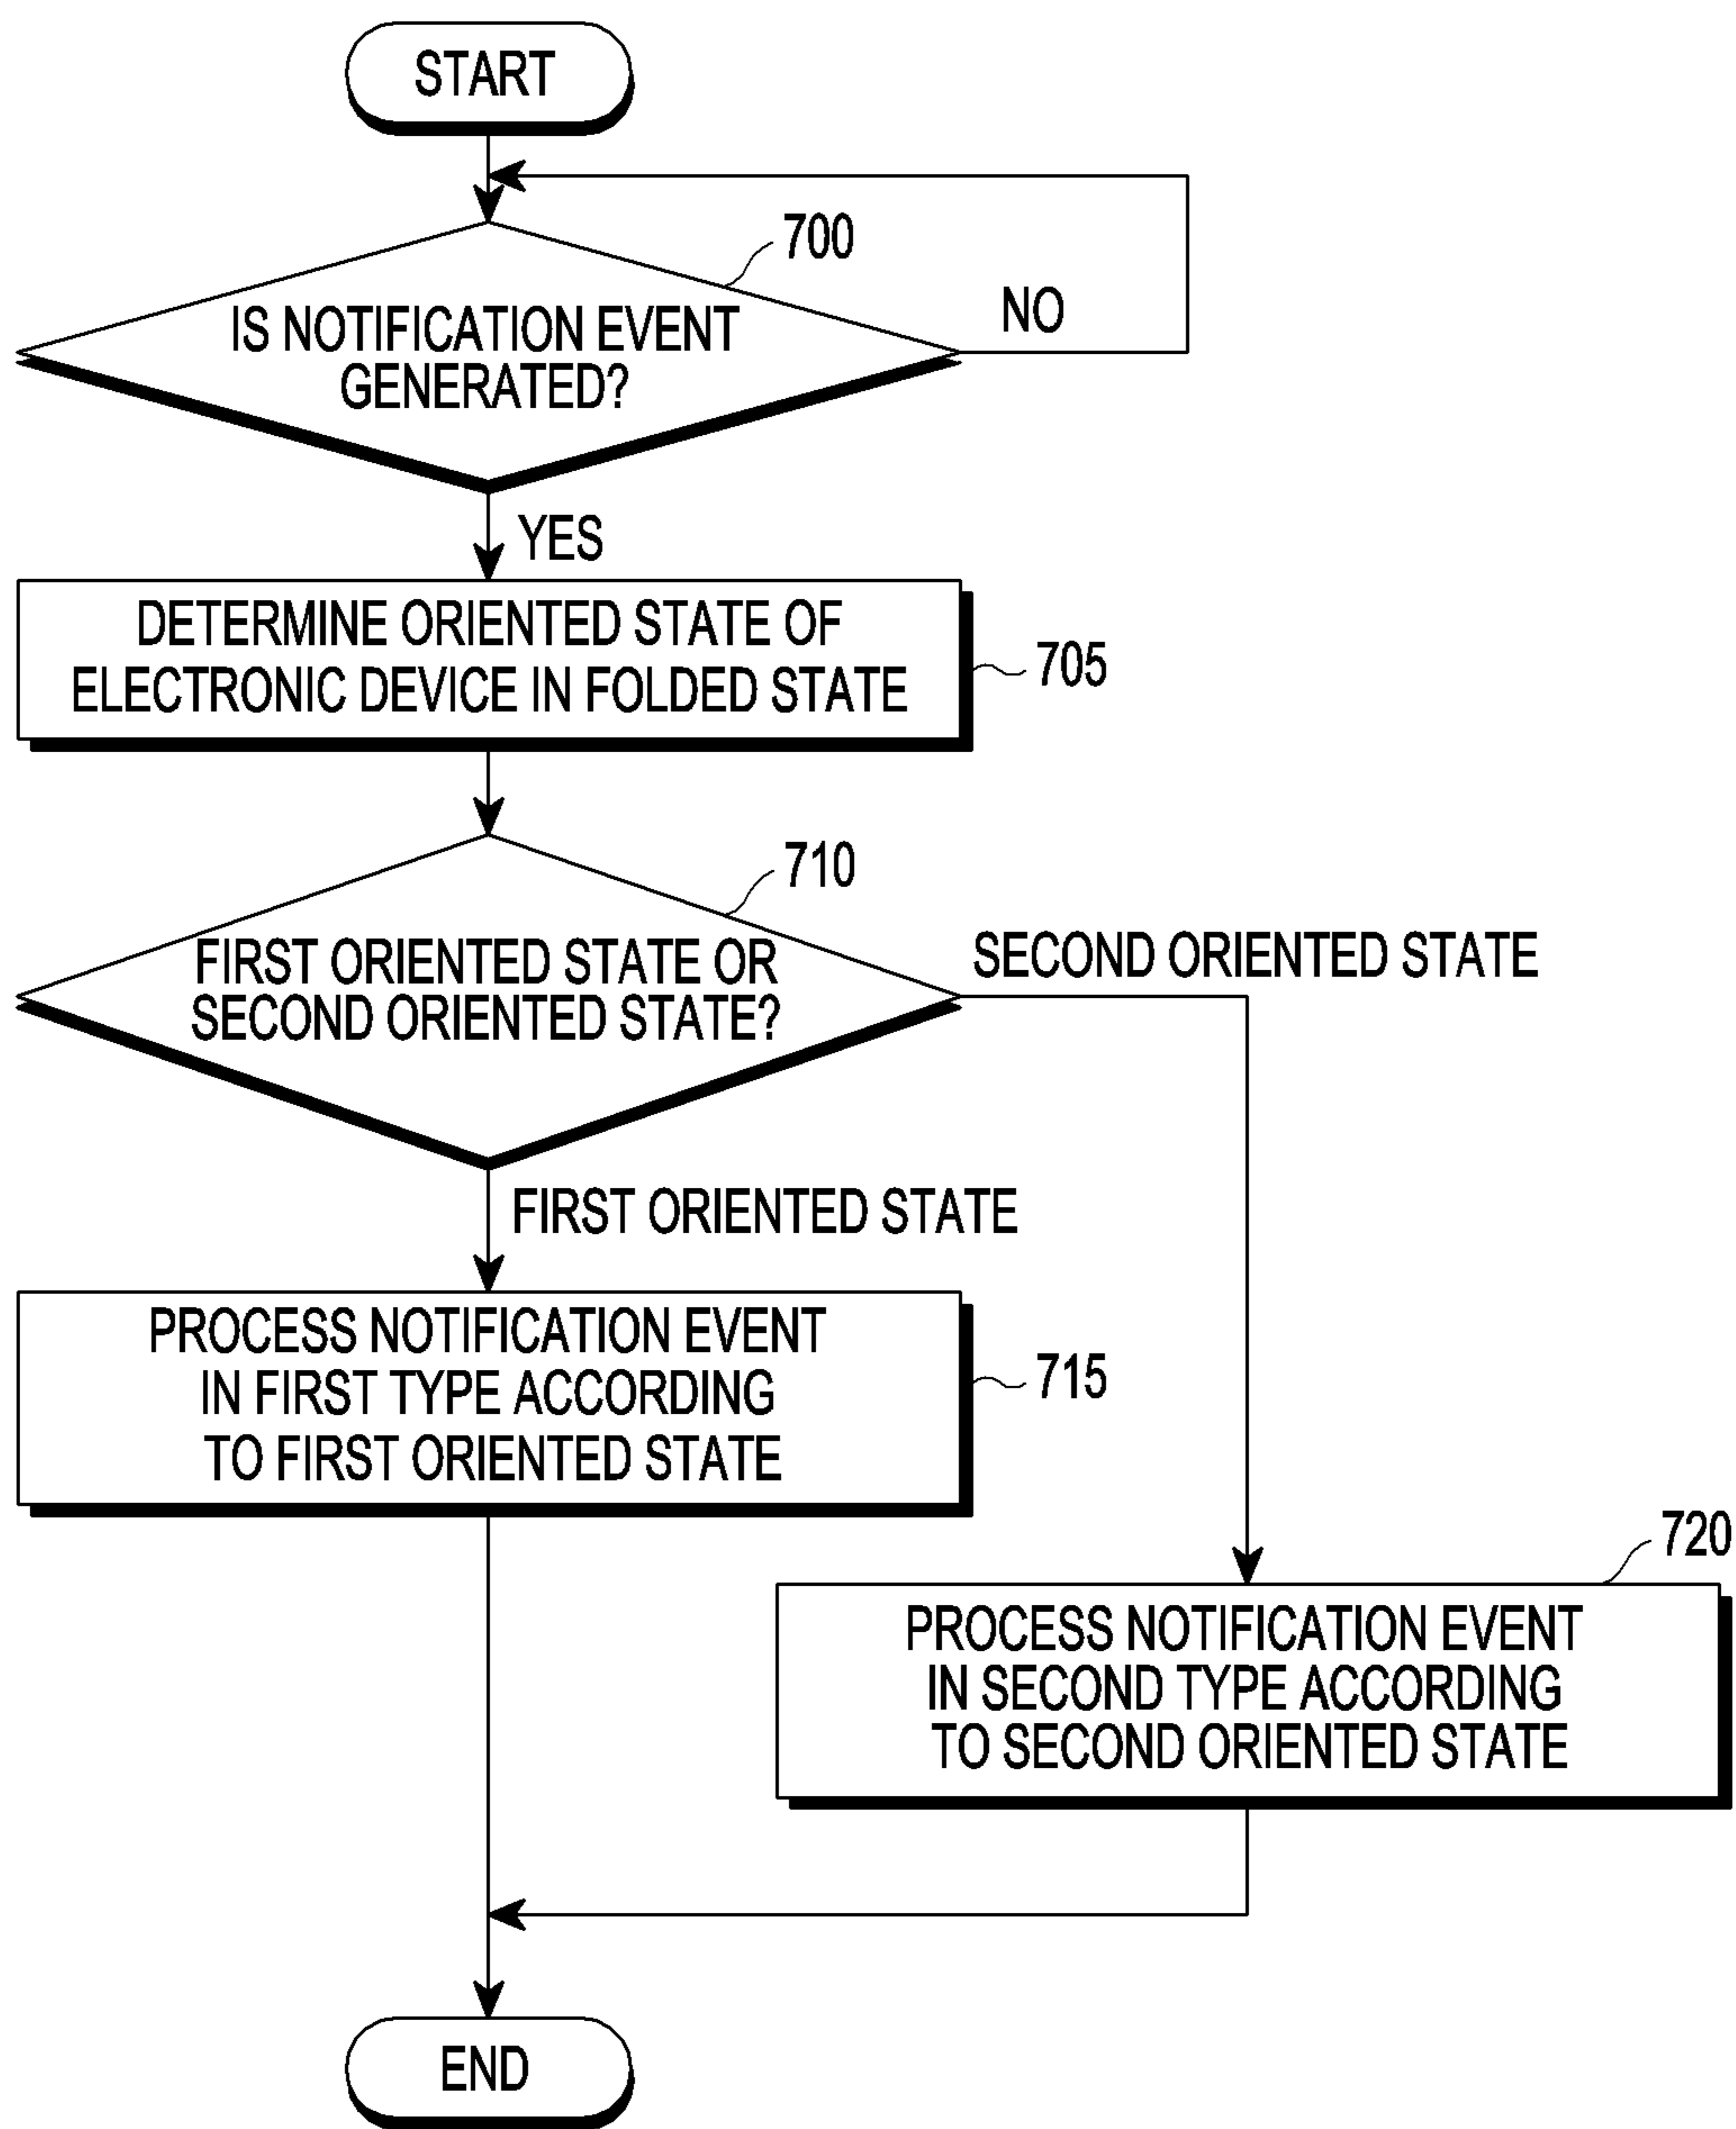 START
700
IS NOTIFICATION EVENT
GENERATED?
NO
YES
DETERMINE ORIENTED STATE OF
ELECTRONIC DEVICE IN FOLDED STATE
705
710
FIRST ORIENTED STATE OR
SECOND ORIENTED STATE?
SECOND ORIENTED STATE
FIRST ORIENTED STATE
PROCESS NOTIFICATION EVENT
IN FIRST TYPE ACCORDING
TO FIRST ORIENTED STATE
715
720
PROCESS NOTIFICATION EVENT
IN SECOND TYPE ACCORDING
TO SECOND ORIENTED STATE
END